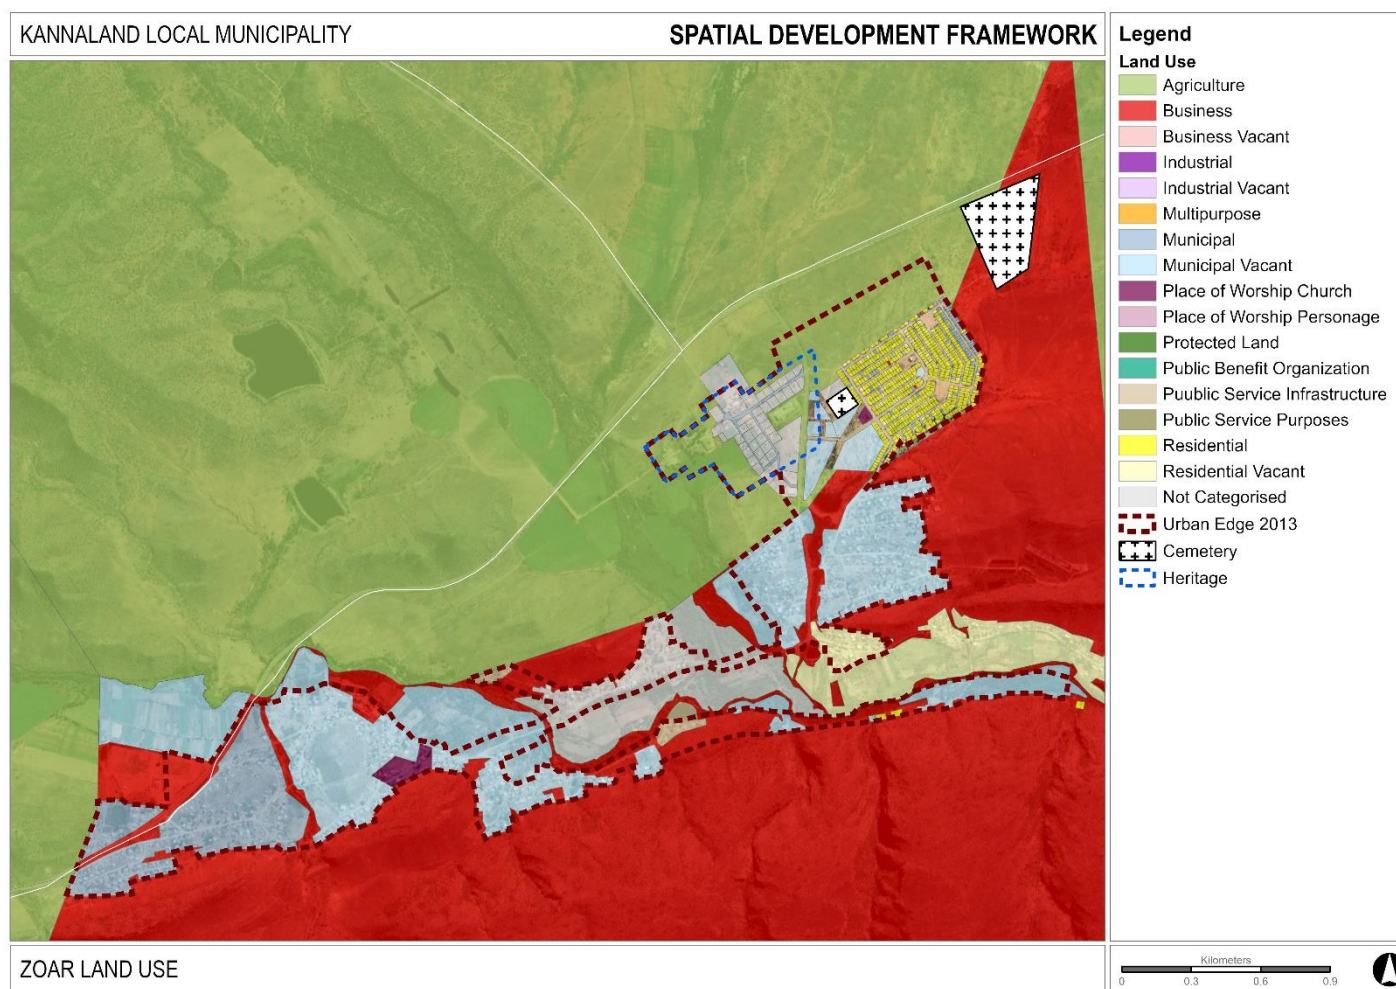 KANNALAND LOCAL MUNICIPALITY
SPATIAL DEVELOPMENT FRAMEWORK
Legend
Land Use
Agriculture
Business
Business Vacant
Industrial
Industrial Vacant
Multipurpose
Municipal
Municipal Vacant
Place of Worship Church
Place of Worship Personage
Protected Land
Public Benefit Organization
Puublic Service Infrastructure
Public Service Purposes
Residential
Residential Vacant
Not Categorised
Urban Edge 2013
Cemetery
Heritage
ZOAR LAND USE
Kilometers
0 0.3 0.6 0.9